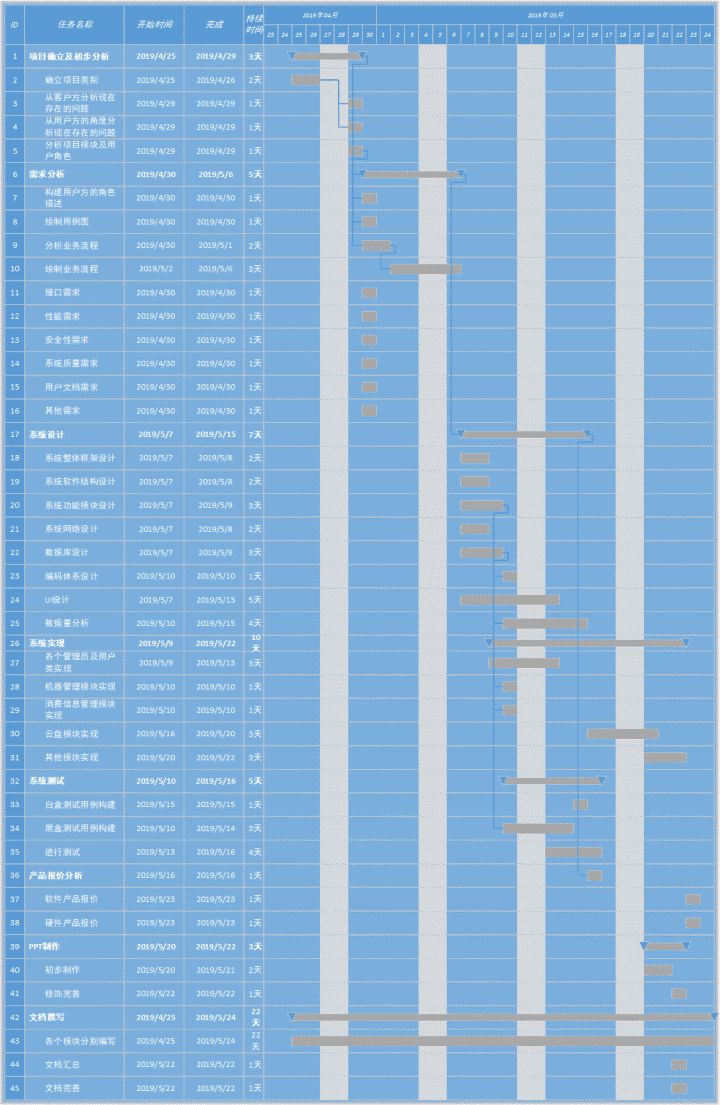 ID 任务名称 开始时间 完成 持续时间 2019年04月 2019年05月
23 24 25 26 27 28 29 30 1 2 3 4 5 6 7 8 9 10 11 12 13 14 15 16 17 18 19 20 21 22 23 24
1 项目确立及初步分析 2019/4/25 2019/4/29 3天
2 确立项目类别 2019/4/25 2019/4/26 2天
3 从客户方分析现在存在的问题 2019/4/29 2019/4/29 1天
4 从用户方的角度分析现在存在的问题 2019/4/29 2019/4/29 1天
5 分析项目模块及用户角色 2019/4/29 2019/4/29 1天
6 需求分析 2019/4/30 2019/5/6 5天
7 构建用户方的角色描述 2019/4/30 2019/4/30 1天
8 绘制用例图 2019/4/30 2019/4/30 1天
9 分析业务流程 2019/4/30 2019/5/1 2天
10 绘制业务流程 2019/5/2 2019/5/6 3天
11 接口需求 2019/4/30 2019/4/30 1天
12 性能需求 2019/4/30 2019/4/30 1天
13 安全性需求 2019/4/30 2019/4/30 1天
14 系统质量需求 2019/4/30 2019/4/30 1天
15 用户文档需求 2019/4/30 2019/4/30 1天
16 其他需求 2019/4/30 2019/4/30 1天
17 系统设计 2019/5/7 2019/5/15 7天
18 系统整体框架设计 2019/5/7 2019/5/8 2天
19 系统软件结构设计 2019/5/7 2019/5/8 2天
20 系统功能模块设计 2019/5/7 2019/5/9 3天
21 系统网络设计 2019/5/7 2019/5/8 2天
22 数据库设计 2019/5/7 2019/5/9 3天
23 编码体系设计 2019/5/10 2019/5/10 1天
24 UI设计 2019/5/7 2019/5/13 5天
25 数据量分析 2019/5/10 2019/5/15 4天
26 系统实现 2019/5/9 2019/5/22 10天
27 各个管理员及用户类实现 2019/5/9 2019/5/13 3天
28 机器管理模块实现 2019/5/10 2019/5/10 1天
29 消费信息管理模块实现 2019/5/10 2019/5/10 1天
30 云盘模块实现 2019/5/16 2019/5/20 3天
31 其他模块实现 2019/5/20 2019/5/22 3天
32 系统测试 2019/5/10 2019/5/16 5天
33 白盒测试用例构建 2019/5/15 2019/5/15 1天
34 黑盒测试用例构建 2019/5/10 2019/5/14 3天
35 进行测试 2019/5/13 2019/5/16 4天
36 产品报价分析 2019/5/16 2019/5/16 1天
37 软件产品报价 2019/5/23 2019/5/23 1天
38 硬件产品报价 2019/5/23 2019/5/23 1天
39 PPT制作 2019/5/20 2019/5/22 3天
40 初步制作 2019/5/20 2019/5/21 2天
41 修饰完善 2019/5/22 2019/5/22 1天
42 文档撰写 2019/4/25 2019/5/24 22天
43 各个模块分别编写 2019/4/25 2019/5/24 22天
44 文档汇总 2019/5/22 2019/5/22 1天
45 文档完善 2019/5/22 2019/5/22 1天